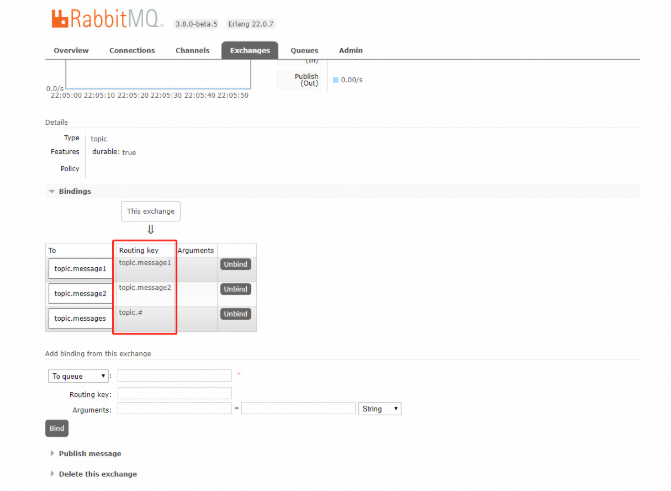 RabbitMQ 3.8.0-beta.5 Erlang 22.0.7
Overview Connections Channels Exchanges Queues Admin
(In)
Publish
(Out) 0.00/s
0.0/s
22:05:00 22:05:10 22:05:20 22:05:30 22:05:40 22:05:50
Details
Type topic
Features durable: true
Policy
Bindings
This exchange
⇓
To Routing key Arguments
topic.message1 topic.message1 Unbind
topic.message2 topic.message2 Unbind
topic.messages topic.# Unbind
Add binding from this exchange
To queue : *
Routing key:
Arguments: = String
Bind
Publish message
Delete this exchange